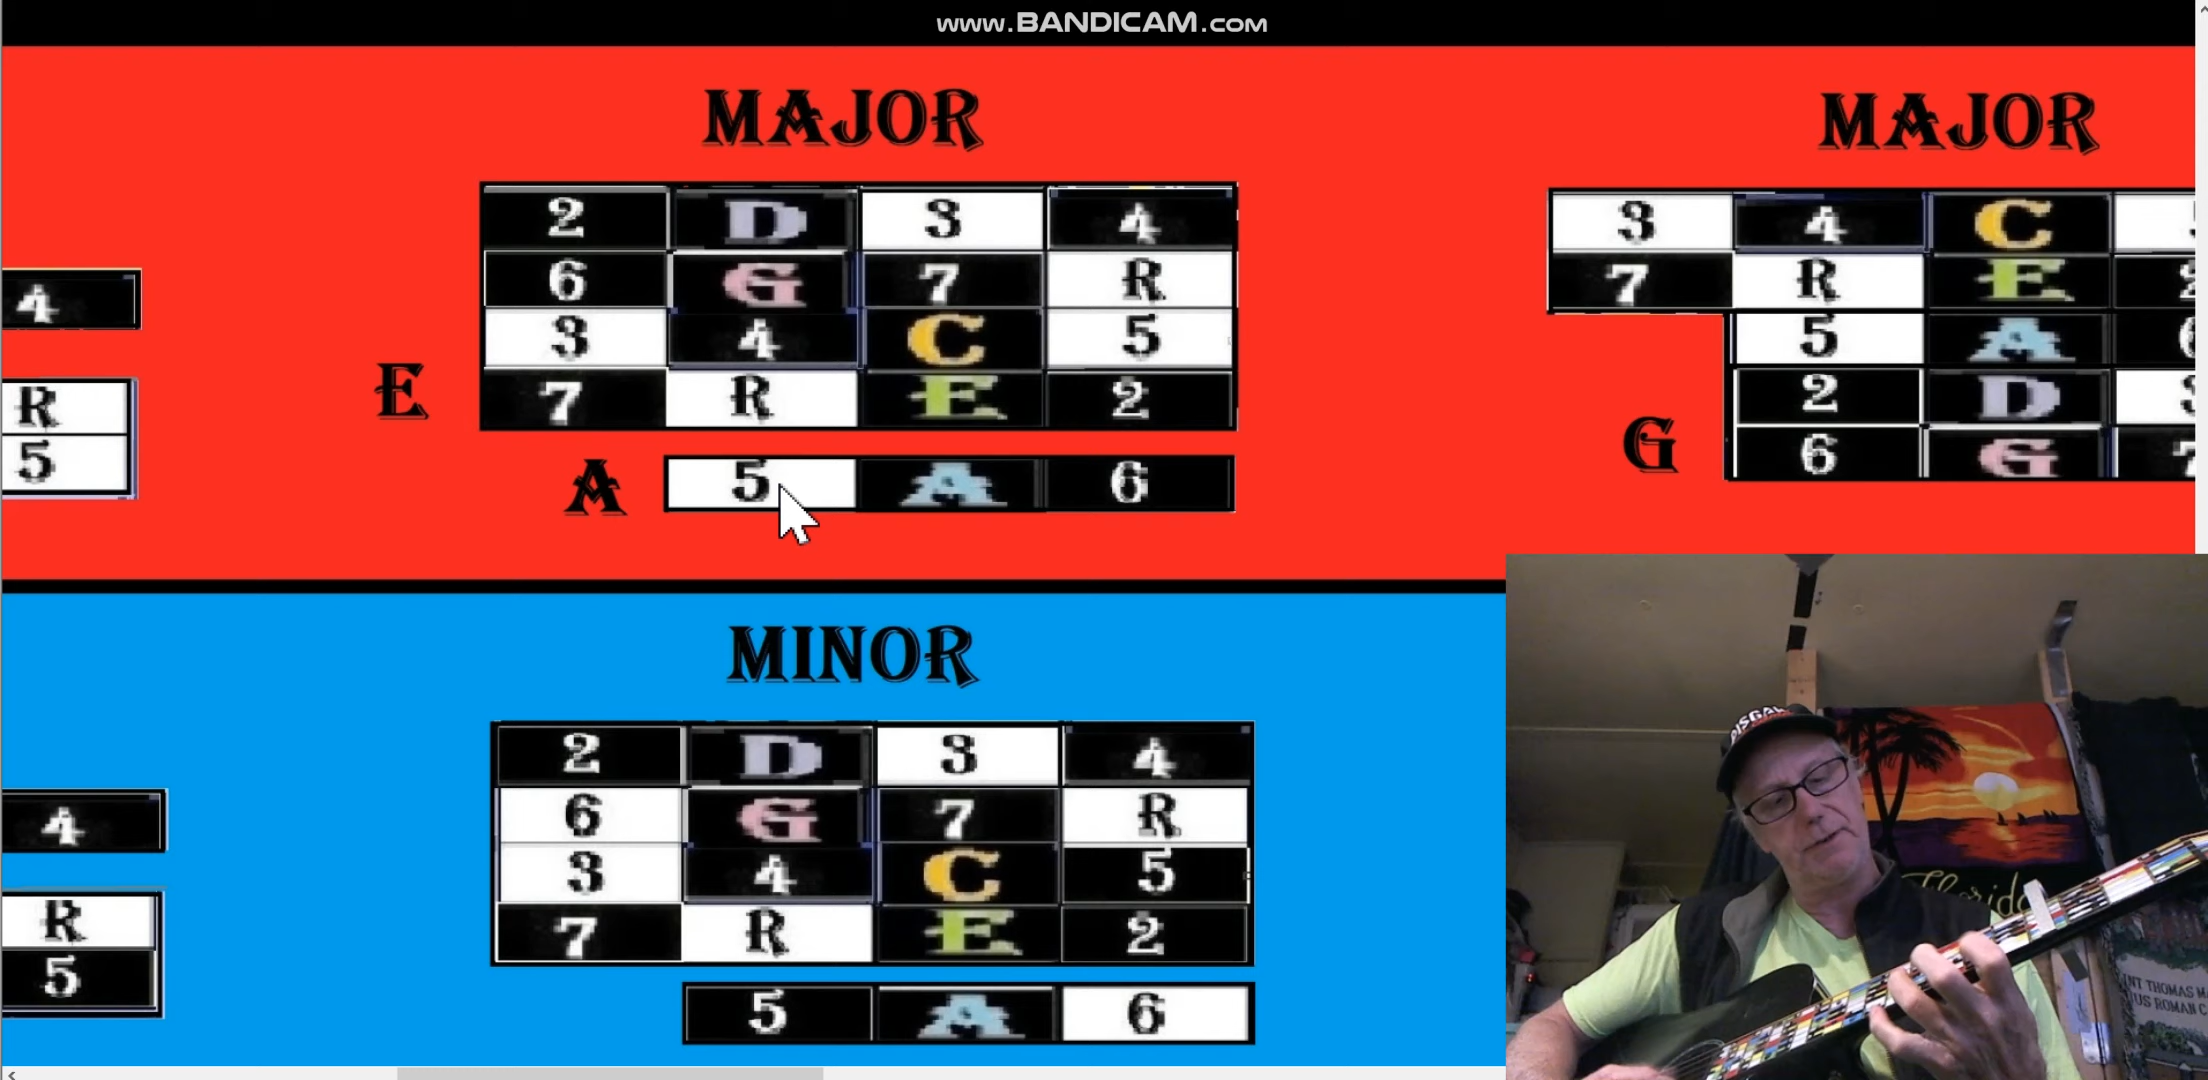 www.BANDICAM.com
MAJOR
MAJOR
2 D 3 4
3 4 C
6 G 7 R
7 R E
4
3 4 C 5
5 A
E
7 R E 2
2 D
R
G
6 G
5
A
5 A 6
MINOR
2 D 3 4
6 G 7 R
4
3 4 C 5
R
7 R E 2
5
5 A 6
Florida